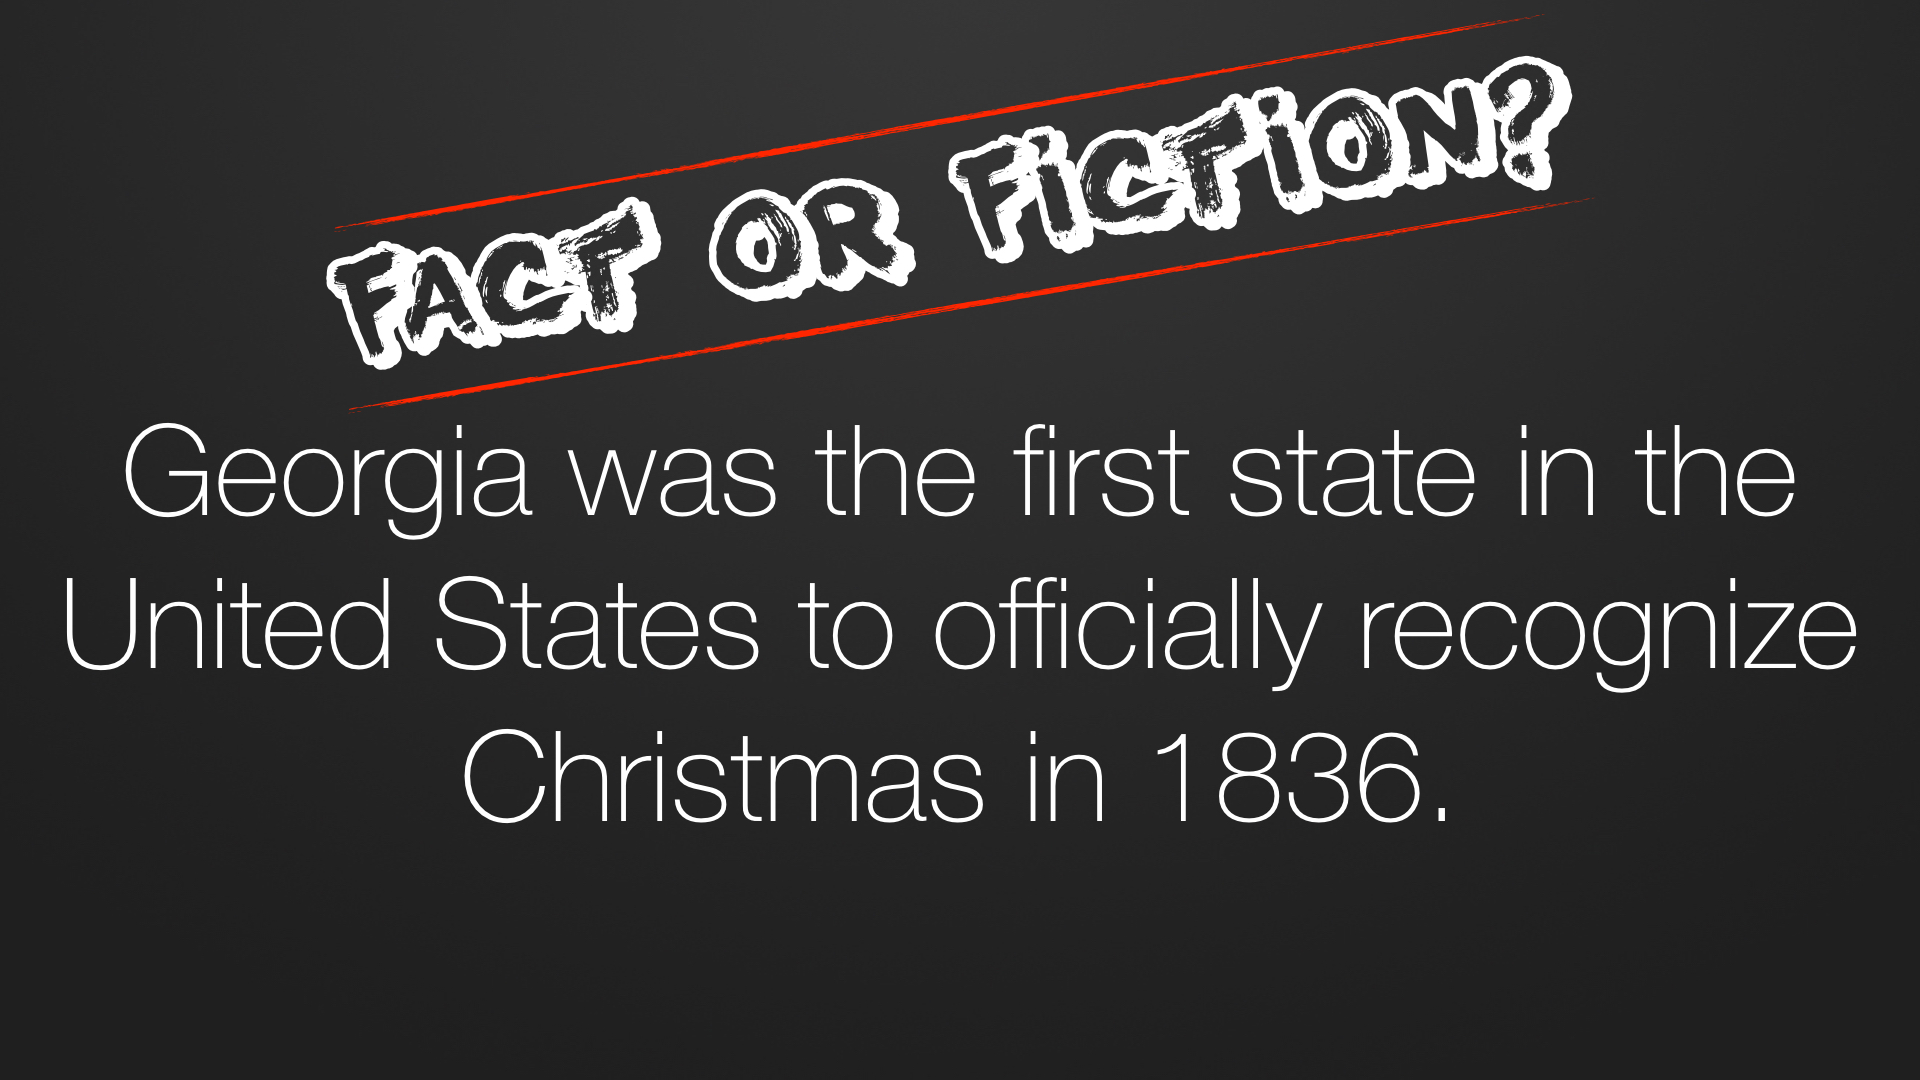 FACT OR FiCTiON?
Georgia was the first state in the
United States to officially recognize
Christmas in 1836.